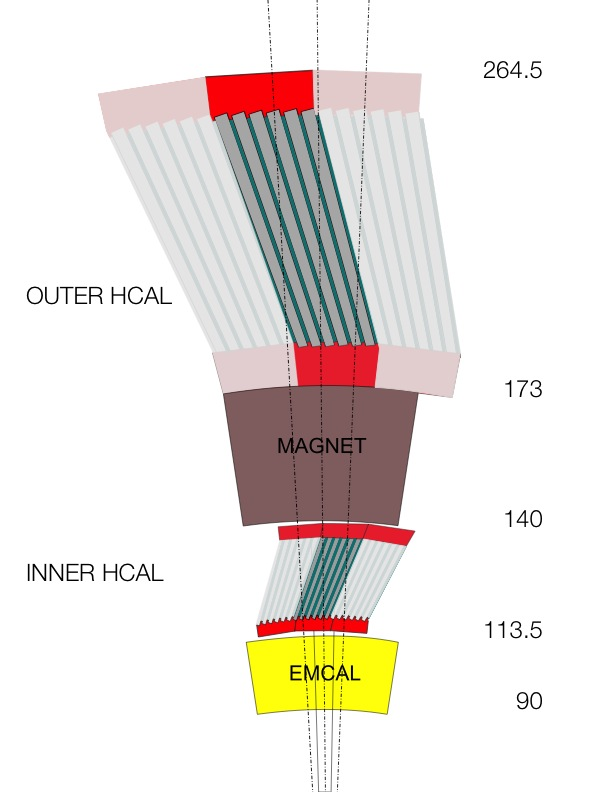 264.5
OUTER HCAL
173
MAGNET
140
INNER HCAL
113.5
EMCAL
90